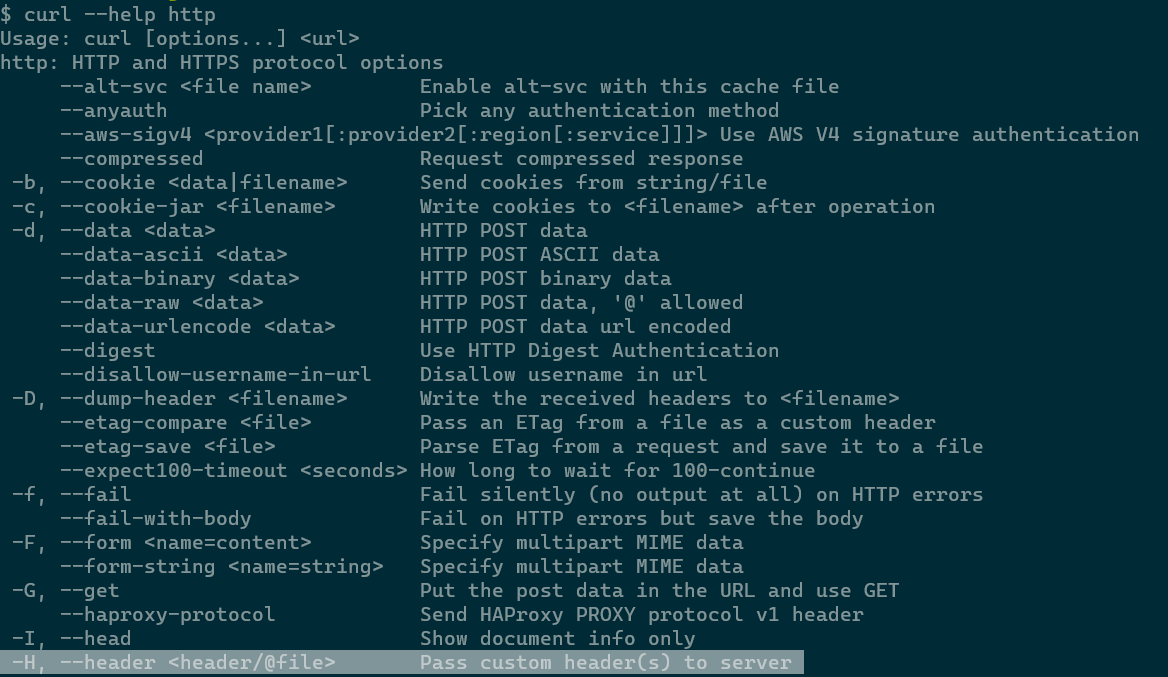 $ curl --help http
Usage: curl [options...] <url>
http: HTTP and HTTPS protocol options
     --alt-svc <file name>         Enable alt-svc with this cache file
     --anyauth                     Pick any authentication method
     --aws-sigv4 <provider1[:provider2[:region[:service]]]> Use AWS V4 signature authentication
     --compressed                  Request compressed response
 -b, --cookie <data|filename>      Send cookies from string/file
 -c, --cookie-jar <filename>       Write cookies to <filename> after operation
 -d, --data <data>                 HTTP POST data
     --data-ascii <data>           HTTP POST ASCII data
     --data-binary <data>          HTTP POST binary data
     --data-raw <data>             HTTP POST data, '@' allowed
     --data-urlencode <data>       HTTP POST data url encoded
     --digest                      Use HTTP Digest Authentication
     --disallow-username-in-url    Disallow username in url
 -D, --dump-header <filename>      Write the received headers to <filename>
     --etag-compare <file>         Pass an ETag from a file as a custom header
     --etag-save <file>            Parse ETag from a request and save it to a file
     --expect100-timeout <seconds> How long to wait for 100-continue
 -f, --fail                        Fail silently (no output at all) on HTTP errors
     --fail-with-body              Fail on HTTP errors but save the body
 -F, --form <name=content>         Specify multipart MIME data
     --form-string <name=string>   Specify multipart MIME data
 -G, --get                         Put the post data in the URL and use GET
     --haproxy-protocol            Send HAProxy PROXY protocol v1 header
 -I, --head                        Show document info only
 -H, --header <header/@file>       Pass custom header(s) to server